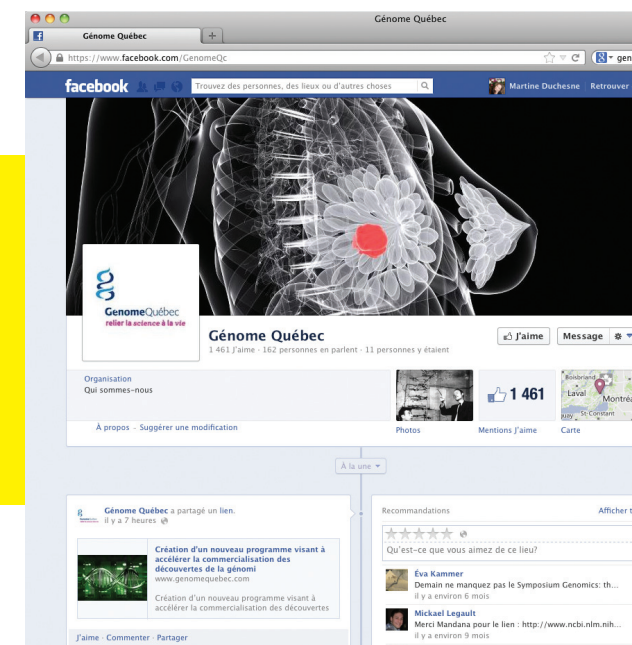 Génome Québec
Génome Québec
https://www.facebook.com/GenomeQc
facebook
Trouvez des personnes, des lieux ou d'autres choses
Martine Duchesne
Retrouver
GenomeQuébec
relier la science à la vie
Génome Québec
1 461 J'aime · 162 personnes en parlent · 11 personnes y étaient
J'aime
Message
Organisation
Qui sommes-nous
À propos - Suggérer une modification
Photos
1 461
Mentions J'aime
Boisbriand
Laval
St-Constant
Carte
À la une
Génome Québec a partagé un lien.
il y a 7 heures
Création d'un nouveau programme visant à
accélérer la commercialisation des
découvertes de la génomi
www.genomequebec.com
Création d'un nouveau programme visant à
accélérer la commercialisation des découvertes
J'aime · Commenter · Partager
Recommandations
Afficher
Qu'est-ce que vous aimez de ce lieu?
Éva Kammer
Demain ne manquez pas le Symposium Genomics: th...
il y a environ 6 mois
Mickael Legault
Merci Mandana pour le lien : http://www.ncbi.nlm.nih...
il y a environ 9 mois